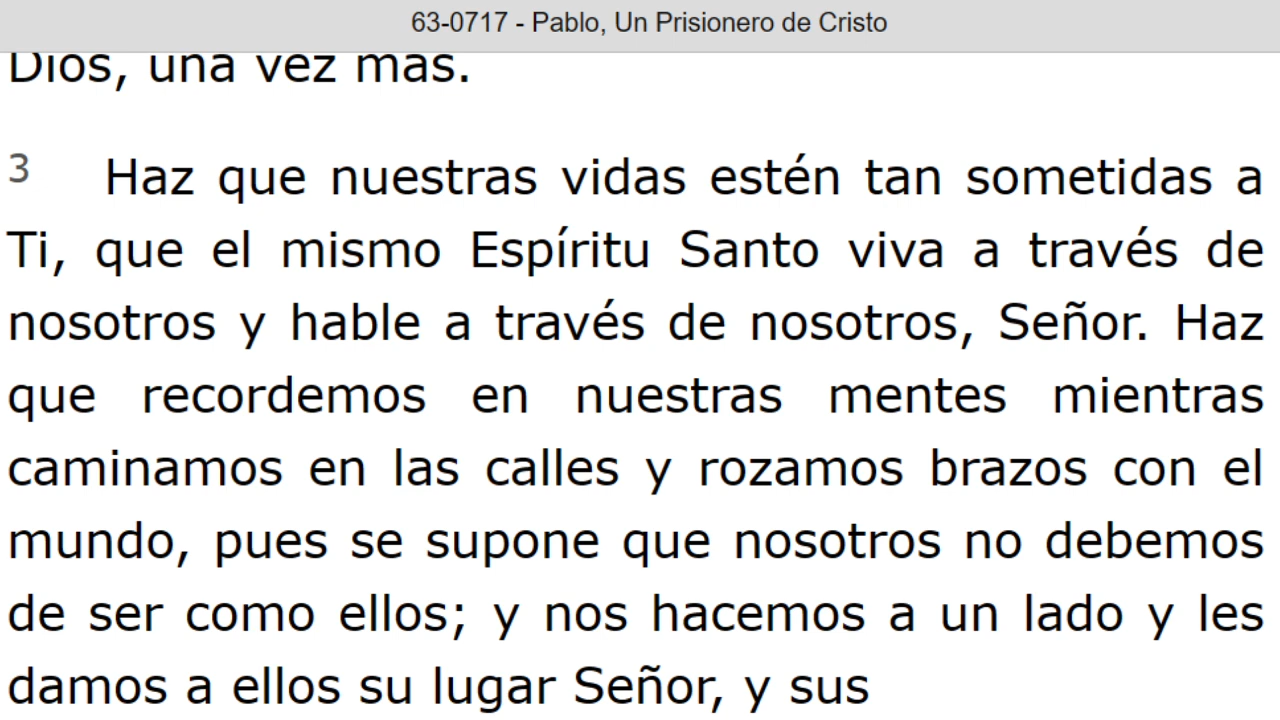 63-0717 - Pablo, Un Prisionero de Cristo
Dios, una vez más.
3 Haz que nuestras vidas estén tan sometidas a
Ti, que el mismo Espíritu Santo viva a través de
nosotros y hable a través de nosotros, Señor. Haz
que recordemos en nuestras mentes mientras
caminamos en las calles y rozamos brazos con el
mundo, pues se supone que nosotros no debemos
de ser como ellos; y nos hacemos a un lado y les
damos a ellos su lugar Señor, y sus